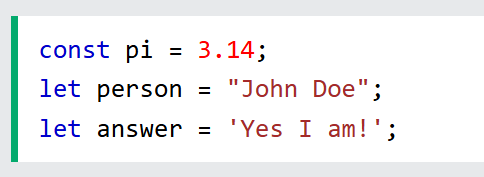 const pi = 3.14;
let person = "John Doe";
let answer = 'Yes I am!';